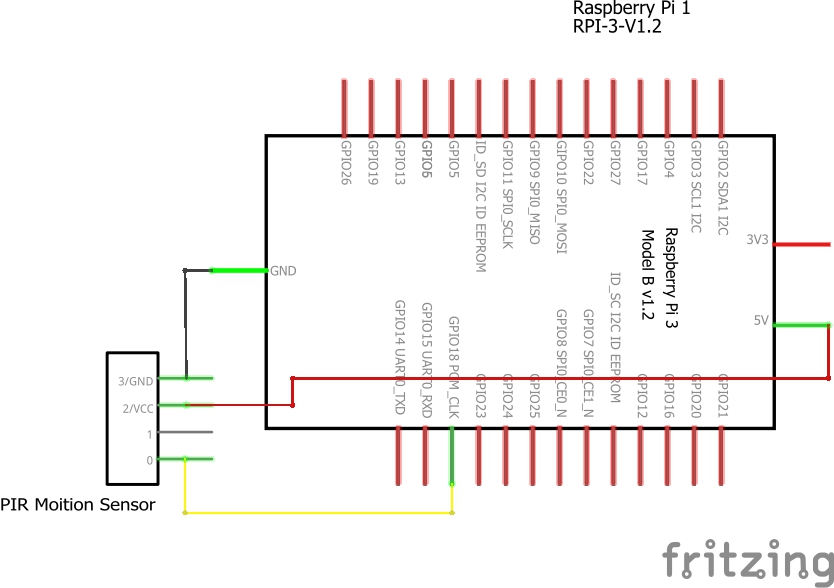 Raspberry Pi 1
RPI-3-V1.2
GPIO26
GPIO19
GPIO13
GPIO6
GPIO5
ID_SD I2C ID EEPROM
GPIO11 SPI0_SCLK
GPIO9 SPI0_MISO
GIPO10 SPI0_MOSI
GPIO22
GPIO27
GPIO17
GPIO4
GPIO3 SCL1 I2C
GPIO2 SDA1 I2C
3V3
Raspberry Pi 3
Model B v1.2
GND
5V
GPIO14 UART0_TXD
GPIO15 UART0_RXD
GPIO18 PCM_CLK
GPIO23
GPIO24
GPIO25
GPIO8 SPI0_CE0_N
GPIO7 SPI0_CE1_N
ID_SC I2C ID EEPROM
GPIO12
GPIO16
GPIO20
GPIO21
3/GND
2/VCC
1
0
PIR Moition Sensor
fritzing